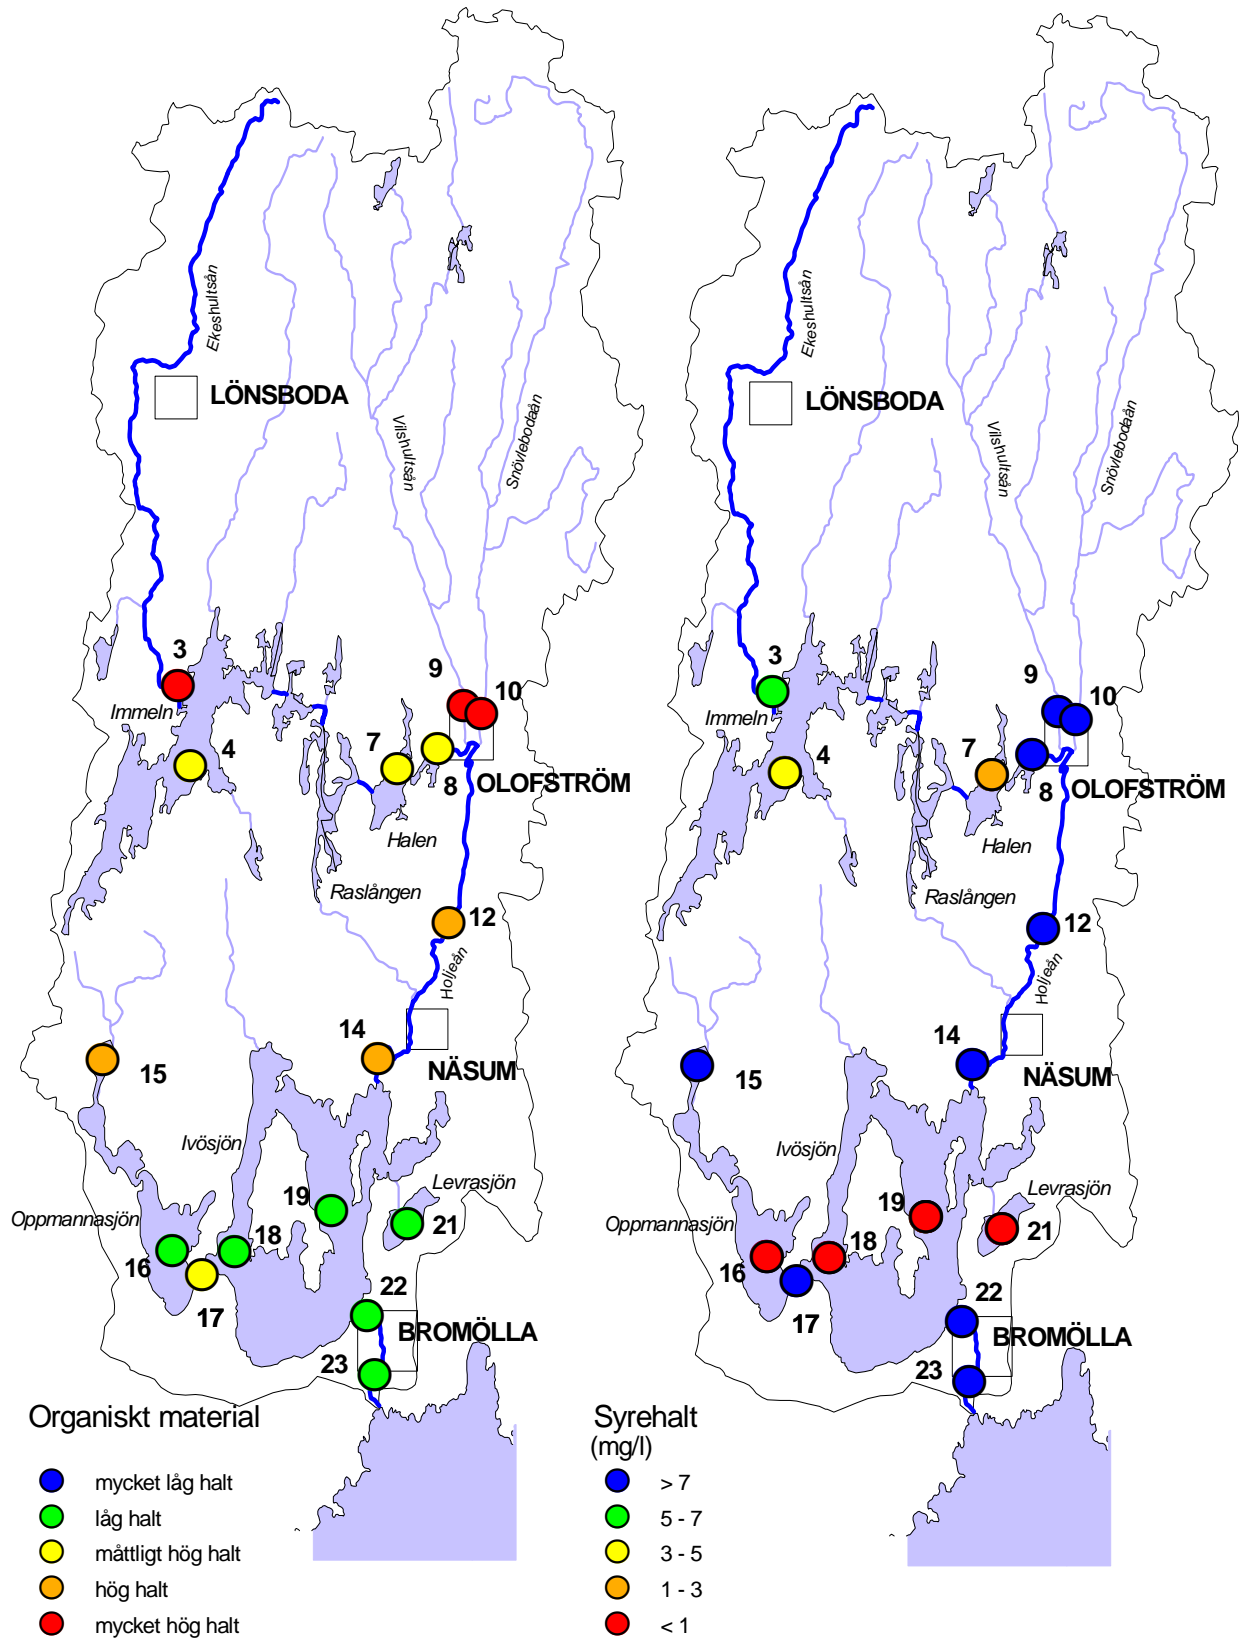 Ekeshultsån
LÖNSBODA
Vilshultsån
Snövlebodaån
3
9
10
Immeln
4
7
8
OLOFSTRÖM
Halen
Raslången
12
Holjeån
14
NÄSUM
15
Ivösjön
Levrasjön
19
Oppmannasjön
21
18
16
17
22
BROMÖLLA
23
Organiskt material
mycket låg halt
låg halt
måttligt hög halt
hög halt
mycket hög halt
Ekeshultsån
LÖNSBODA
Vilshultsån
Snövlebodaån
3
9
10
Immeln
4
7
8
OLOFSTRÖM
Halen
Raslången
12
Holjeån
14
NÄSUM
15
Ivösjön
Levrasjön
19
Oppmannasjön
21
18
16
17
22
BROMÖLLA
23
Syrehalt
(mg/l)
> 7
5 - 7
3 - 5
1 - 3
< 1